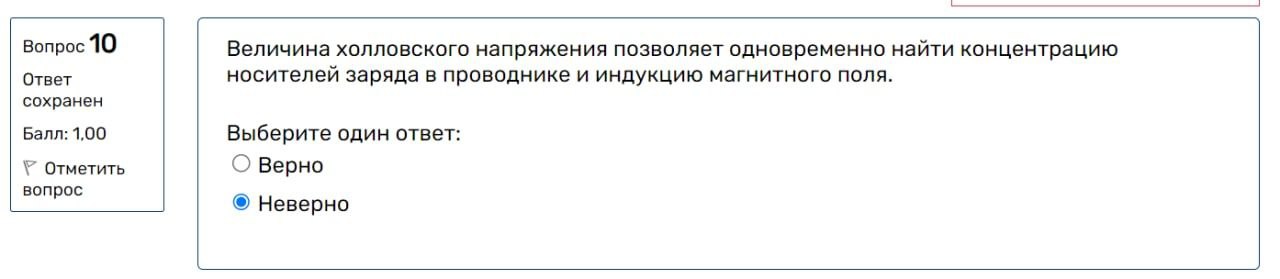 Вопрос 10
Ответ
сохранен
Балл: 1,00
Отметить
вопрос
Величина холловского напряжения позволяет одновременно найти концентрацию
носителей заряда в проводнике и индукцию магнитного поля.
Выберите один ответ:
Верно
Неверно